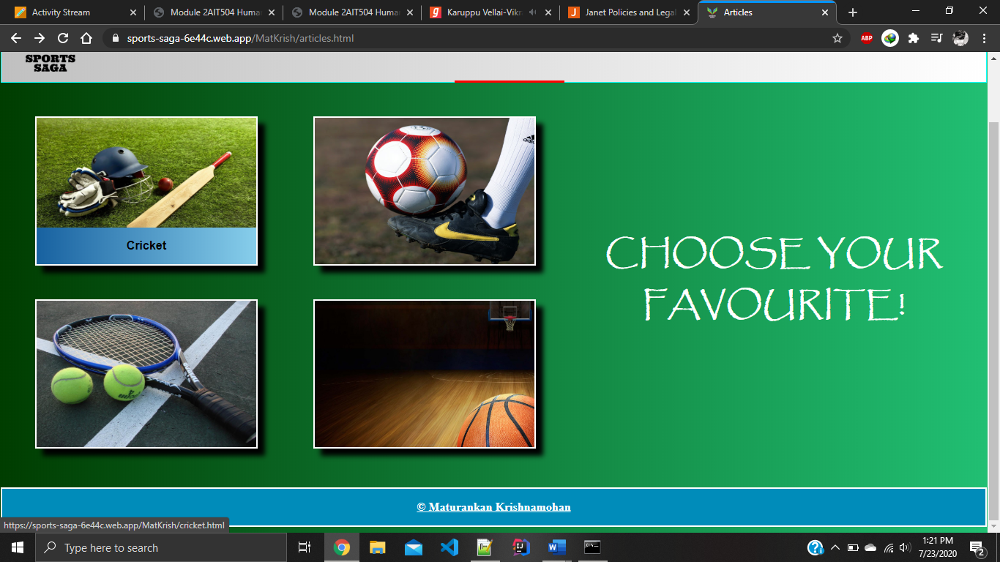 Activity Stream
Module 2AIT504 Huma
Module 2AIT504 Huma
Karuppu Vellai-Vikr
Janet Policies and Legal
Articles
sports-saga-6e44c.web.app/MatKrish/articles.html
ABP
SPORTS
SAGA
adidas
Cricket
CHOOSE YOUR
FAVOURITE!
© Maturankan Krishnamohan
https://sports-saga-6e44c.web.app/MatKrish/cricket.html
Type here to search
1:21 PM
7/23/2020
2